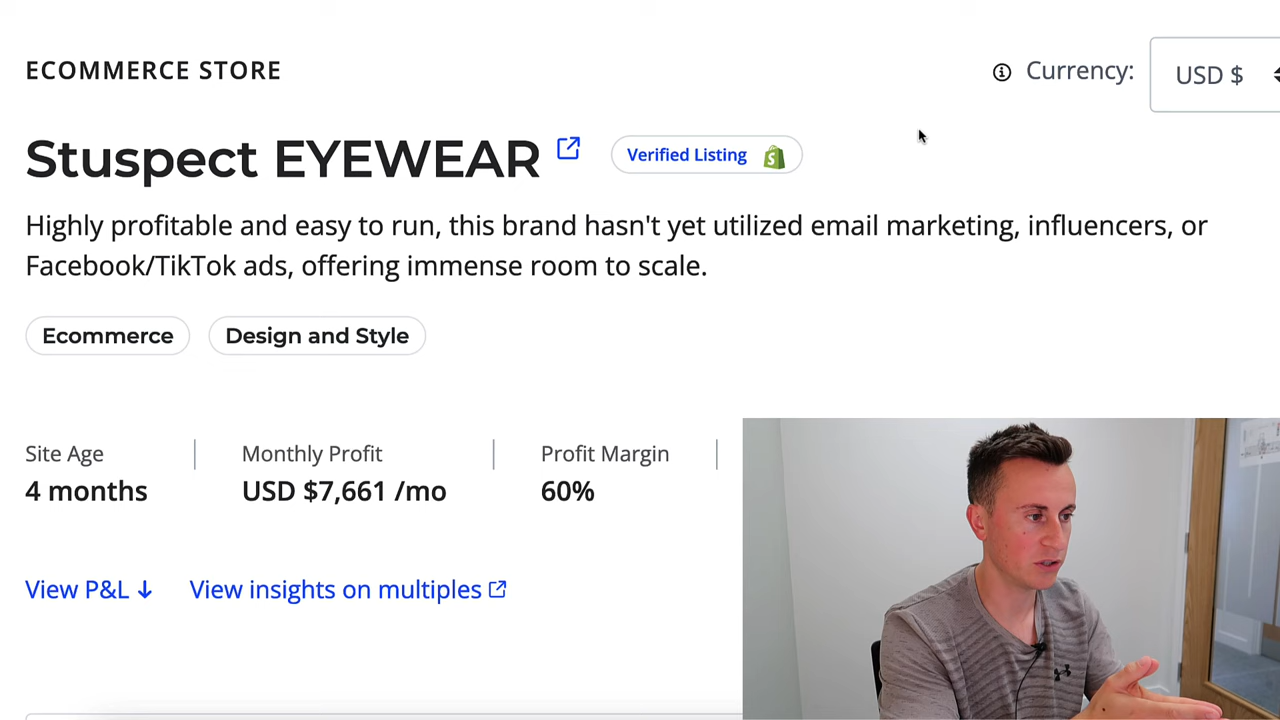 ECOMMERCE STORE
Currency:
USD $
Stuspect EYEWEAR
Verified Listing
Highly profitable and easy to run, this brand hasn't yet utilized email marketing, influencers, or
Facebook/TikTok ads, offering immense room to scale.
Ecommerce
Design and Style
Site Age
Monthly Profit
Profit Margin
4 months
USD $7,661 /mo
60%
View P&L
View insights on multiples